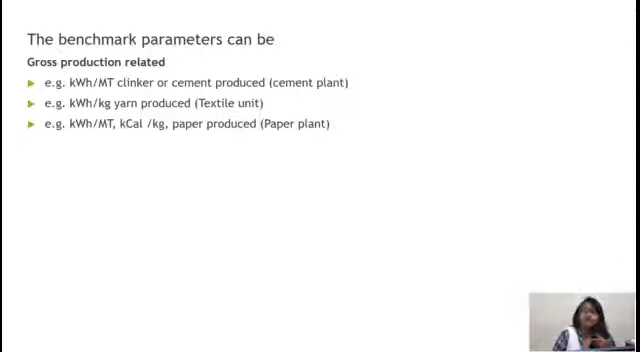 The benchmark parameters can be
Gross production related
e.g. kWh/MT clinker or cement produced (cement plant)
e.g. kWh/kg yarn produced (Textile unit)
e.g. kWh/MT, kCal /kg, paper produced (Paper plant)